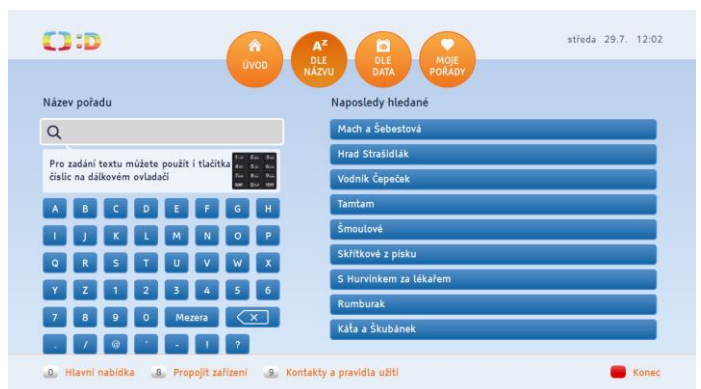 :D
středa 29.7. 12:02
ÚVOD
A Z
DLE
NÁZVU
DLE
DATA
MOJE
POŘADY
Název pořadu
Pro zadání textu můžete použít i tlačítka
číslic na dálkovém ovladači
A B C D E F G H
I J K L M N O P
Q R S T U V W X
Y Z 1 2 3 4 5 6
7 8 9 0 Mezera
. / @ ' - ! ?
Naposledy hledané
Mach a Šebestová
Hrad Strašidlák
Vodník Čepeček
Tamtam
Šmoulové
Skřítkové z písku
S Hurvínkem za lékařem
Rumburak
Káťa a Škubánek
0 Hlavní nabídka 8 Propojit zařízení 9 Kontakty a pravidla užití Konec